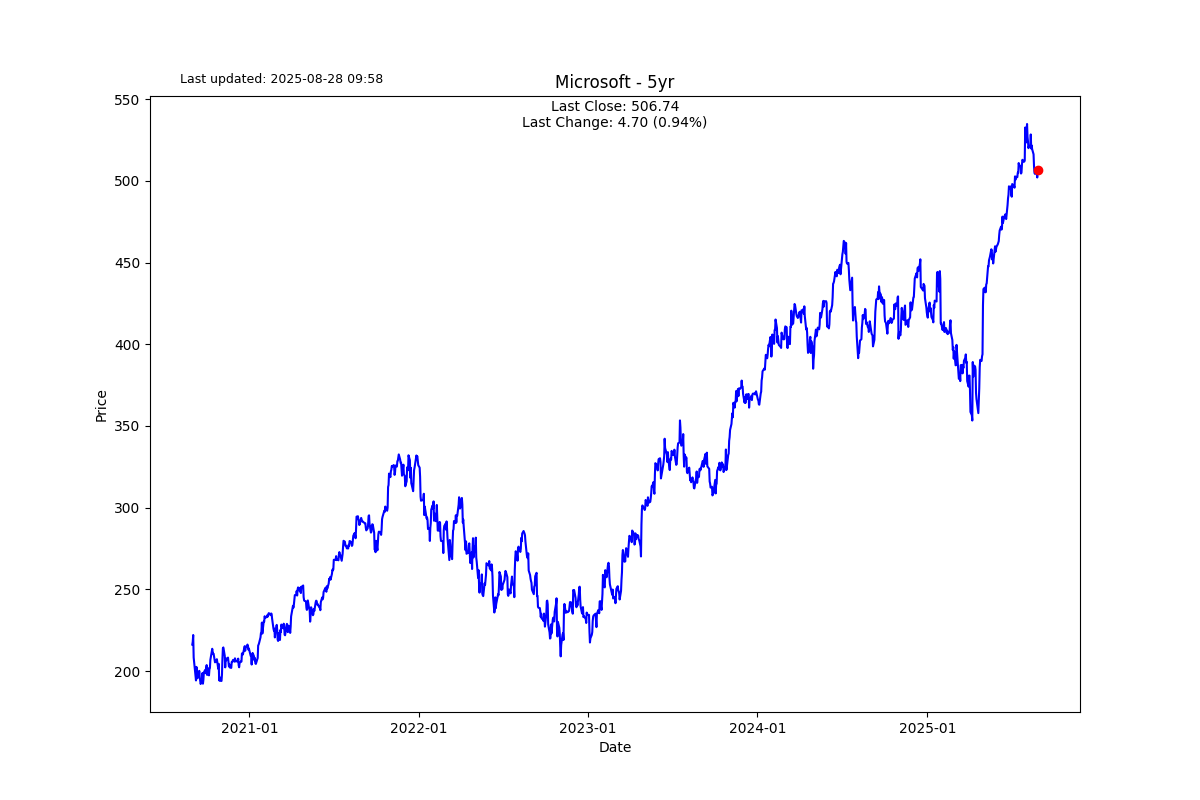 Last updated: 2025-08-28 09:58
Microsoft - 5yr
Last Close: 506.74
Last Change: 4.70 (0.94%)
550
500
450
400
350
300
250
200
Price
2021-01
2022-01
2023-01
2024-01
2025-01
Date